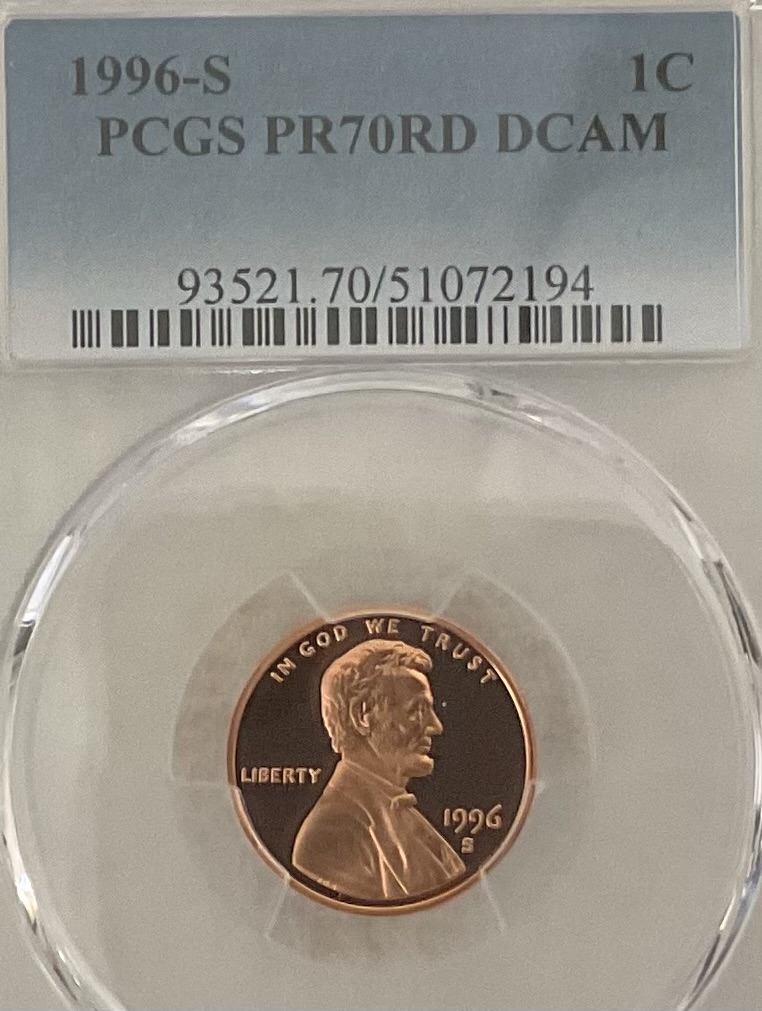 1996-S 1C
PCGS PR70RD DCAM
93521.70/51072194
IN GOD WE TRUST
LIBERTY
1996
S